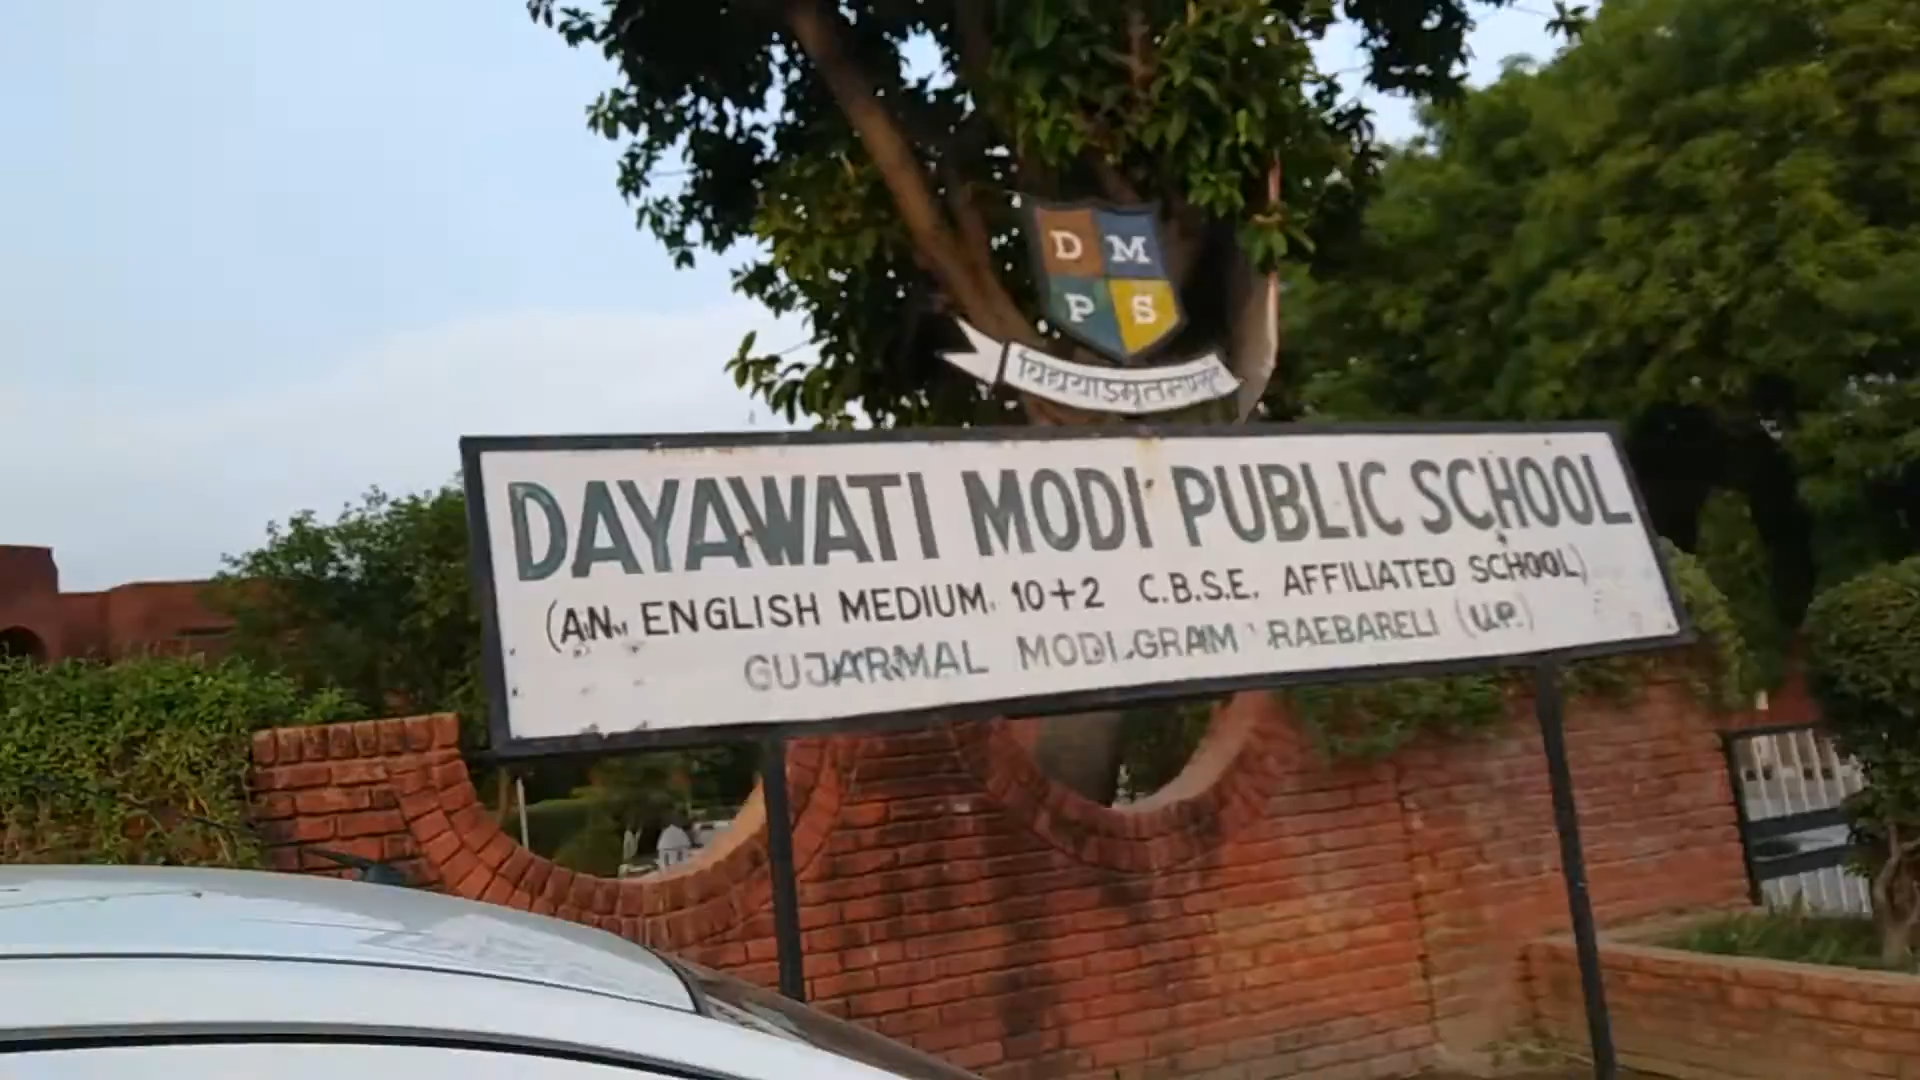 D M
P S
विद्ययाऽमृतमश्नुते
DAYAWATI MODI PUBLIC SCHOOL
(AN ENGLISH MEDIUM 10+2 C.B.S.E. AFFILIATED SCHOOL)
GUJARMAL MODI GRAM RAEBARELI (U.P.)